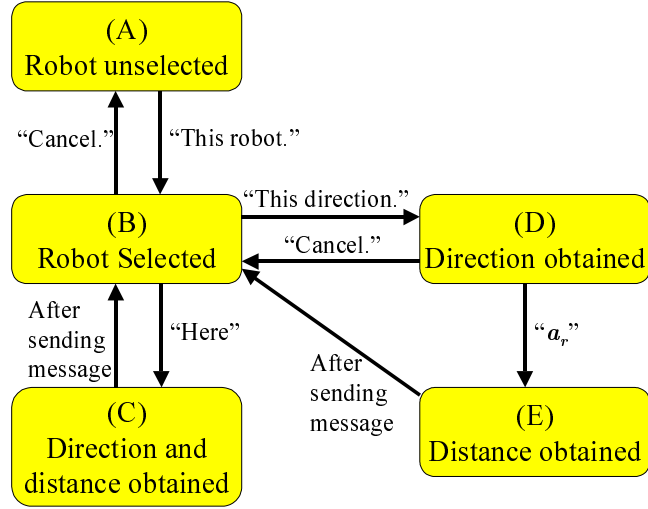 (A)
Robot unselected
“Cancel.”
“This robot.”
(B)
Robot Selected
“This direction.”
“Cancel.”
(D)
Direction obtained
After
sending
message
“Here”
“a_r”
After
sending
message
(C)
Direction and
distance obtained
(E)
Distance obtained